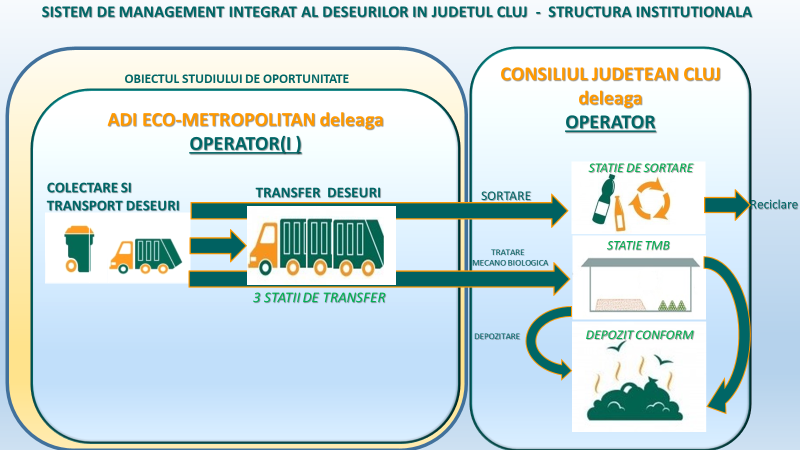 SISTEM DE MANAGEMENT INTEGRAT AL DESEURILOR IN JUDETUL CLUJ - STRUCTURA INSTITUTIONALA
OBIECTUL STUDIULUI DE OPORTUNITATE
ADI ECO-METROPOLITAN deleaga
OPERATOR(I )
COLECTARE SI
TRANSPORT DESEURI
TRANSFER DESEURI
3 STATII DE TRANSFER
CONSILIUL JUDETEAN CLUJ
deleaga
OPERATOR
SORTARE
STATIE DE SORTARE
Reciclare
TRATARE
MECANO BIOLOGICA
STATIE TMB
DEPOZITARE
DEPOZIT CONFORM